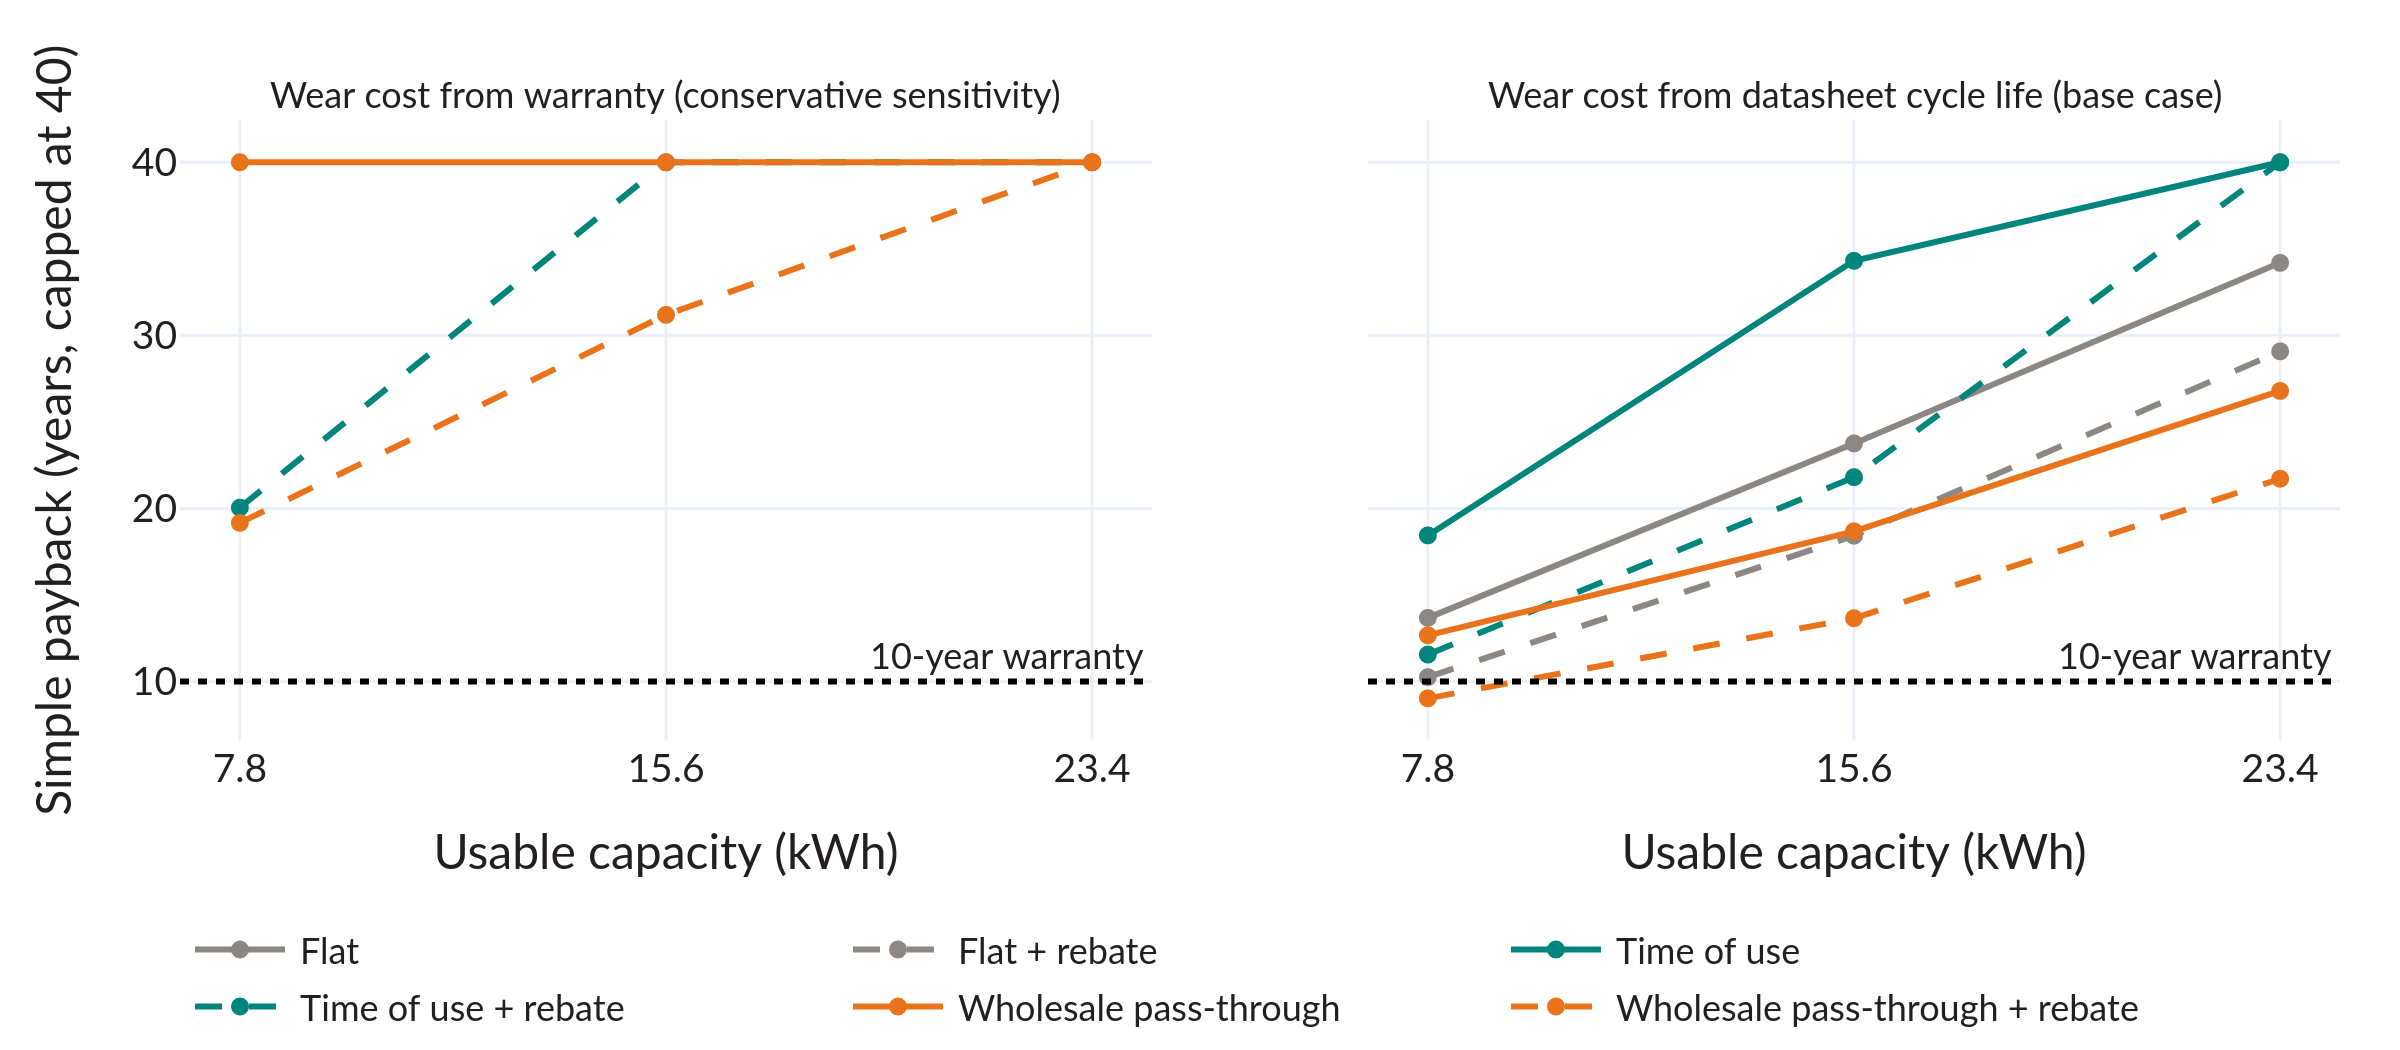 Simple payback (years, capped at 40)
Wear cost from warranty (conservative sensitivity)
40
30
20
10
10-year warranty
7.8
15.6
23.4
Usable capacity (kWh)
Wear cost from datasheet cycle life (base case)
10-year warranty
7.8
15.6
23.4
Usable capacity (kWh)
Flat
Flat + rebate
Time of use
Time of use + rebate
Wholesale pass-through
Wholesale pass-through + rebate